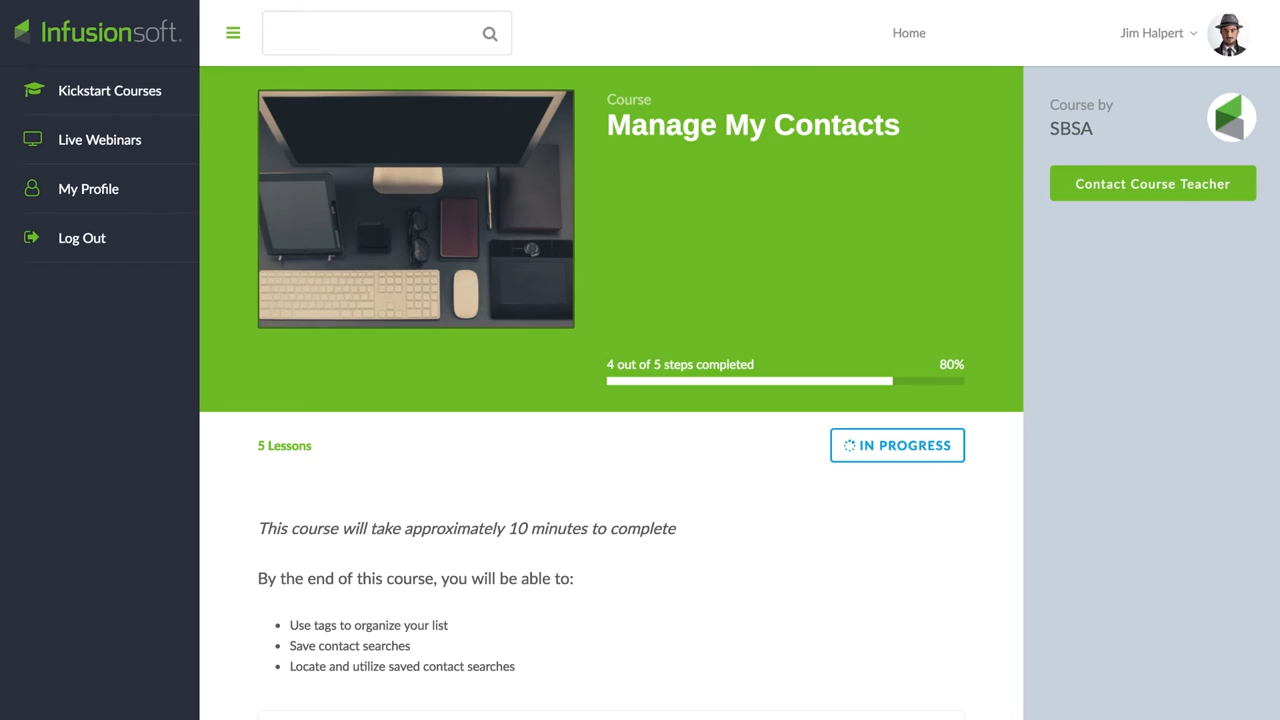 Infusionsoft.
Home
Jim Halpert
Kickstart Courses
Live Webinars
My Profile
Log Out
Course
Manage My Contacts
4 out of 5 steps completed
80%
Course by
SBSA
Contact Course Teacher
5 Lessons
IN PROGRESS
This course will take approximately 10 minutes to complete
By the end of this course, you will be able to:
• Use tags to organize your list
• Save contact searches
• Locate and utilize saved contact searches